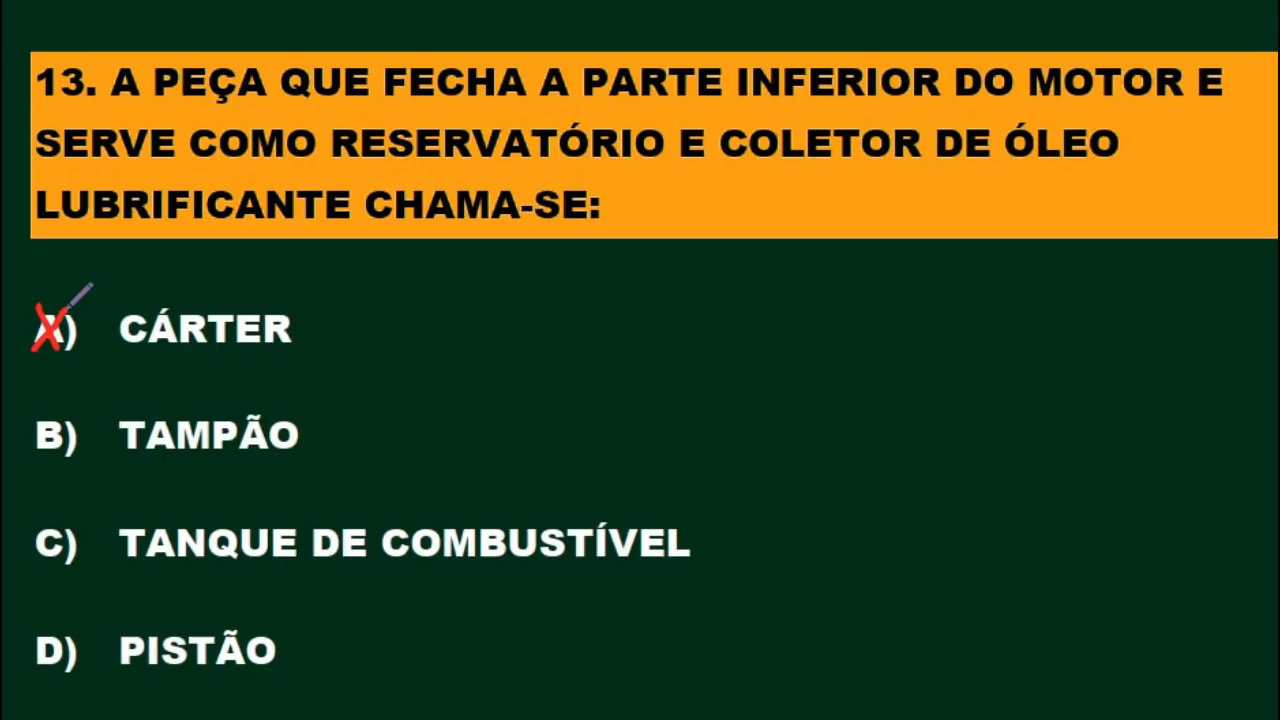 13. A PEÇA QUE FECHA A PARTE INFERIOR DO MOTOR E
SERVE COMO RESERVATÓRIO E COLETOR DE ÓLEO
LUBRIFICANTE CHAMA-SE:
A) CÁRTER
B) TAMPÃO
C) TANQUE DE COMBUSTÍVEL
D) PISTÃO